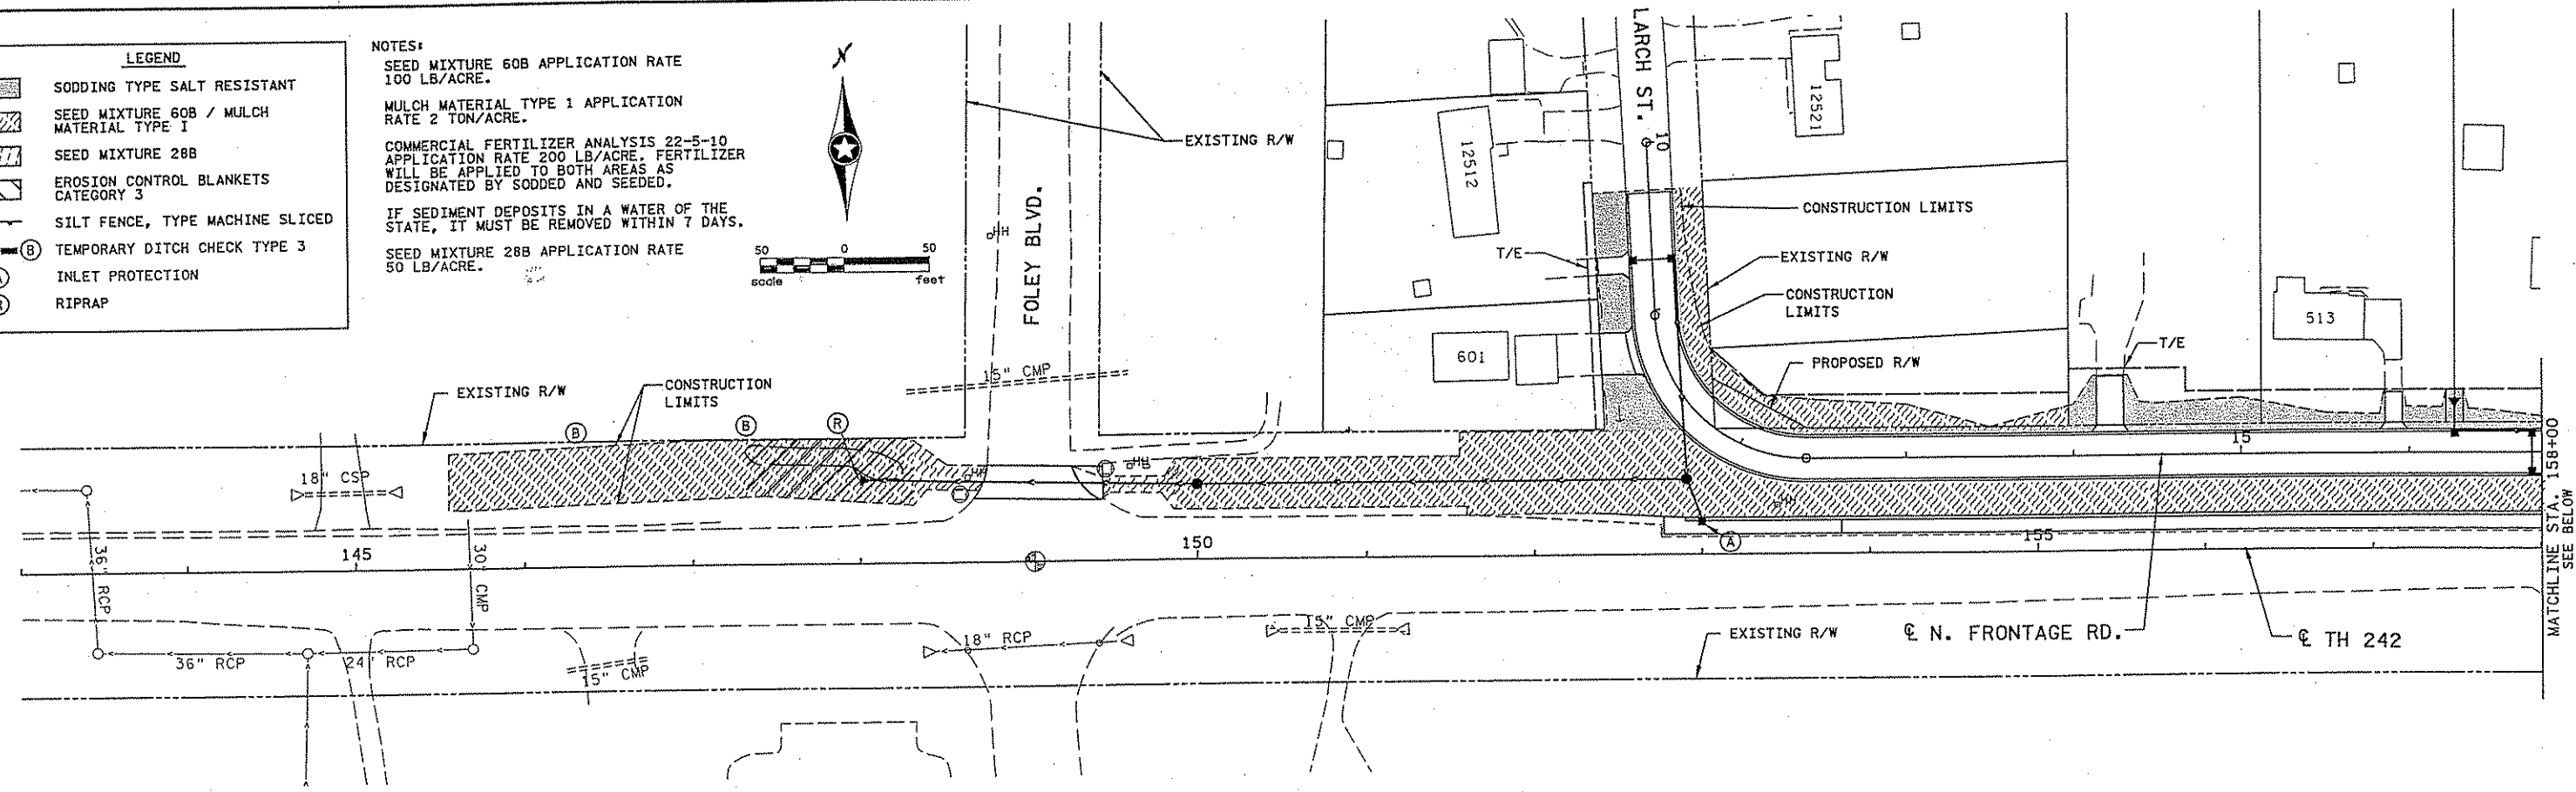 LEGEND
SODDING TYPE SALT RESISTANT
SEED MIXTURE 60B / MULCH
MATERIAL TYPE I
SEED MIXTURE 28B
EROSION CONTROL BLANKETS
CATEGORY 3
SILT FENCE, TYPE MACHINE SLICED
B TEMPORARY DITCH CHECK TYPE 3
INLET PROTECTION
RIPRAP
NOTES:
SEED MIXTURE 60B APPLICATION RATE
100 LB/ACRE.
MULCH MATERIAL TYPE 1 APPLICATION
RATE 2 TON/ACRE.
COMMERCIAL FERTILIZER ANALYSIS 22-5-10
APPLICATION RATE 200 LB/ACRE. FERTILIZER
WILL BE APPLIED TO BOTH AREAS AS
DESIGNATED BY SODDED AND SEEDED.
IF SEDIMENT DEPOSITS IN A WATER OF THE
STATE, IT MUST BE REMOVED WITHIN 7 DAYS.
SEED MIXTURE 28B APPLICATION RATE
50 LB/ACRE.
N
50 0 50
scale feet
EXISTING R/W
FOLEY BLVD.
HH
15" CMP
LARCH ST.
10
12512
12521
601
513
T/E
CONSTRUCTION LIMITS
EXISTING R/W
CONSTRUCTION
LIMITS
PROPOSED R/W
T/E
EXISTING R/W
CONSTRUCTION
LIMITS
B
B
R
HH
HH
HH
18" CSP
15
A
145
150
155
36" RCP
30" CMP
36" RCP
24" RCP
15" CMP
18" RCP
15" CMP
EXISTING R/W
℄ N. FRONTAGE RD.
℄ TH 242
MATCHLINE STA. 158+00
SEE BELOW